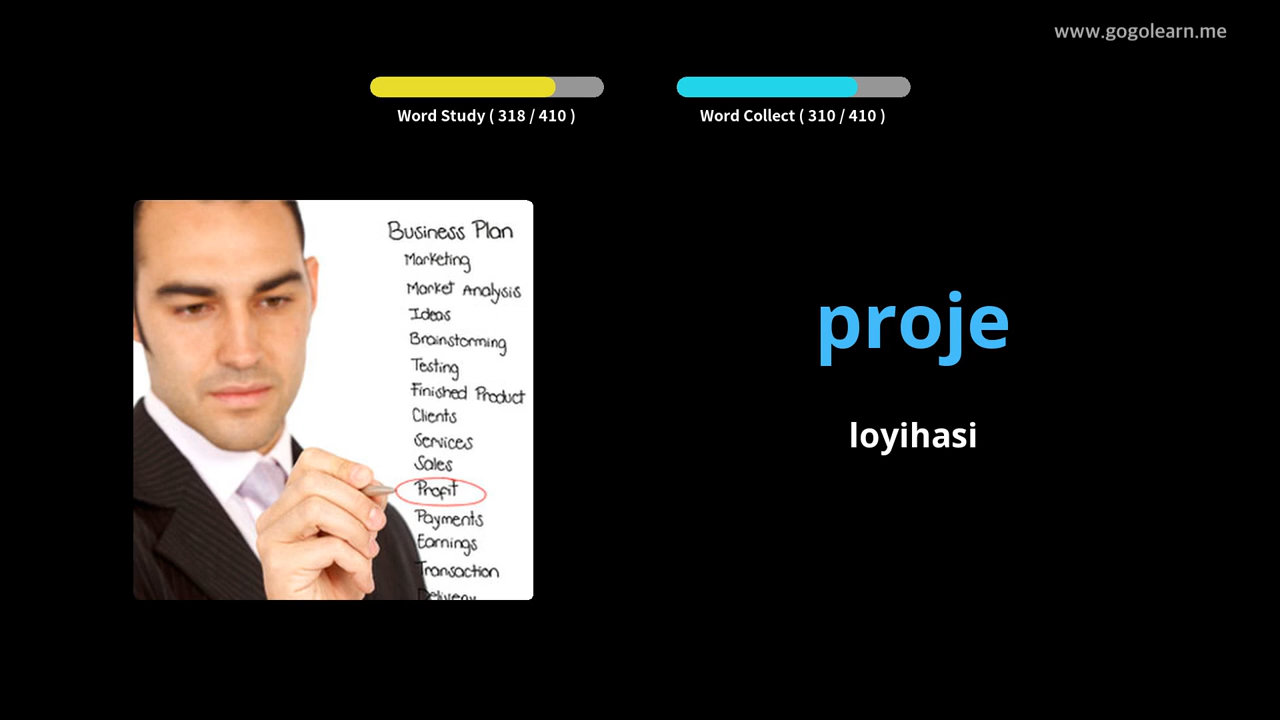 www.gogolearn.me
Word Study ( 318 / 410 )
Word Collect ( 310 / 410 )
Business Plan
Marketing
Market Analysis
Ideas
Brainstorming
Testing
Finished Product
Clients
Services
Sales
Profit
Payments
Earnings
Transaction
Delivery
proje
loyihasi